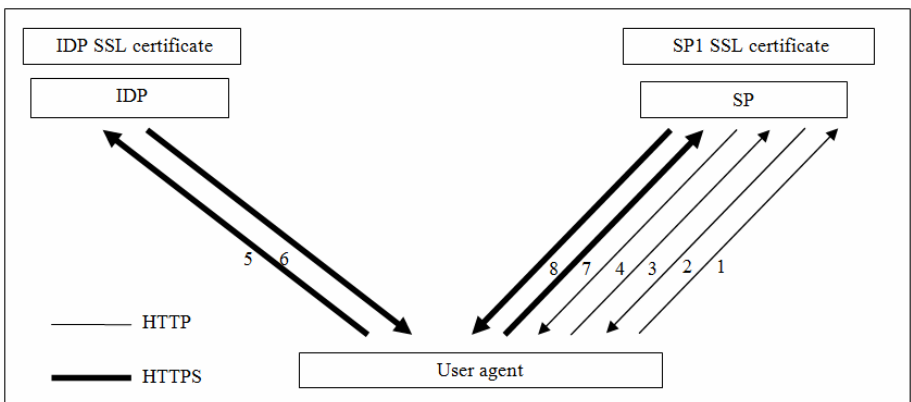 IDP SSL certificate
SP1 SSL certificate
IDP
SP
5 6 8 7 4 3 2 1
HTTP
HTTPS
User agent